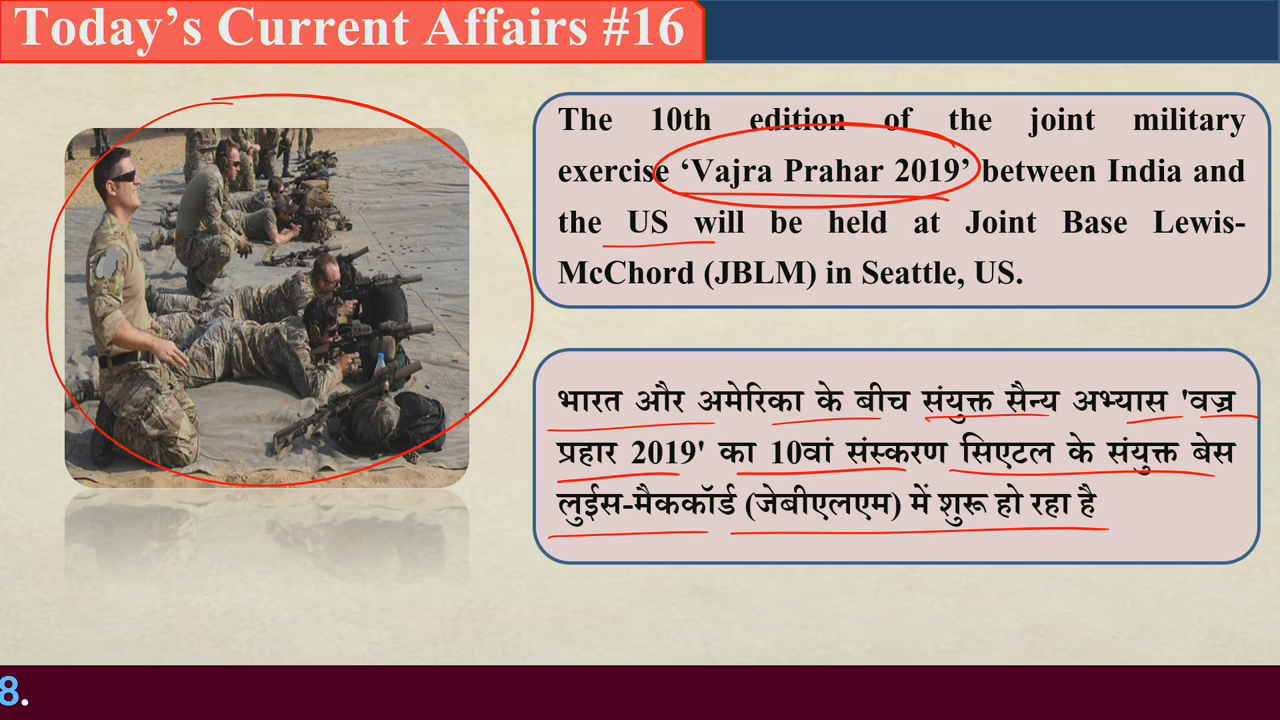 Today’s Current Affairs #16
The 10th edition of the joint military
exercise ‘Vajra Prahar 2019’ between India and
the US will be held at Joint Base Lewis-
McChord (JBLM) in Seattle, US.
भारत और अमेरिका के बीच संयुक्त सैन्य अभ्यास 'वज्र
प्रहार 2019' का 10वां संस्करण सिएटल के संयुक्त बेस
लुईस-मैककॉर्ड (जेबीएलएम) में शुरू हो रहा है
8.